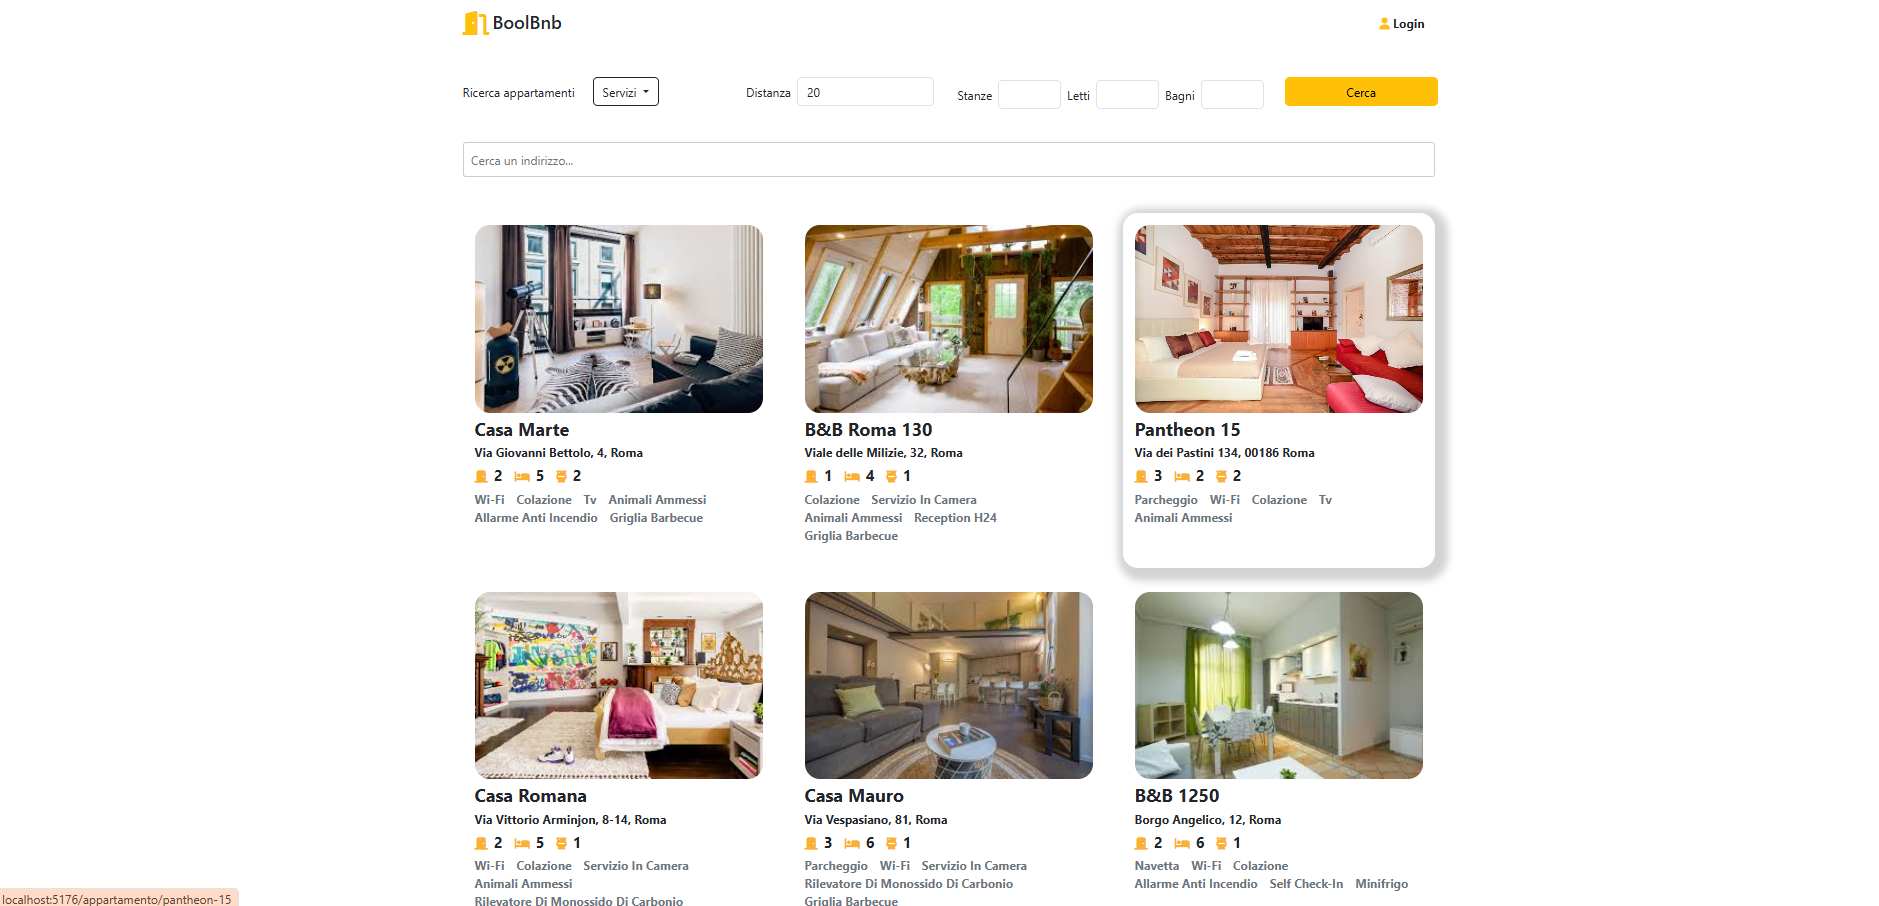 BoolBnb
Login
Ricerca appartamenti
Servizi
Distanza
20
Stanze
Letti
Bagni
Cerca
Cerca un indirizzo...
Casa Marte
Via Giovanni Bettolo, 4, Roma
2 5 2
Wi-Fi Colazione Tv Animali Ammessi
Allarme Anti Incendio Griglia Barbecue
B&B Roma 130
Viale delle Milizie, 32, Roma
1 4 1
Colazione Servizio In Camera
Animali Ammessi Reception H24
Griglia Barbecue
Pantheon 15
Via dei Pastini 134, 00186 Roma
3 2 2
Parcheggio Wi-Fi Colazione Tv
Animali Ammessi
Casa Romana
Via Vittorio Arminjon, 8-14, Roma
2 5 1
Wi-Fi Colazione Servizio In Camera
Animali Ammessi
Rilevatore Di Monossido Di Carbonio
Casa Mauro
Via Vespasiano, 81, Roma
3 6 1
Parcheggio Wi-Fi Servizio In Camera
Rilevatore Di Monossido Di Carbonio
Griglia Barbecue
B&B 1250
Borgo Angelico, 12, Roma
2 6 1
Navetta Wi-Fi Colazione
Allarme Anti Incendio Self Check-In Minifrigo
localhost:5176/appartamento/pantheon-15